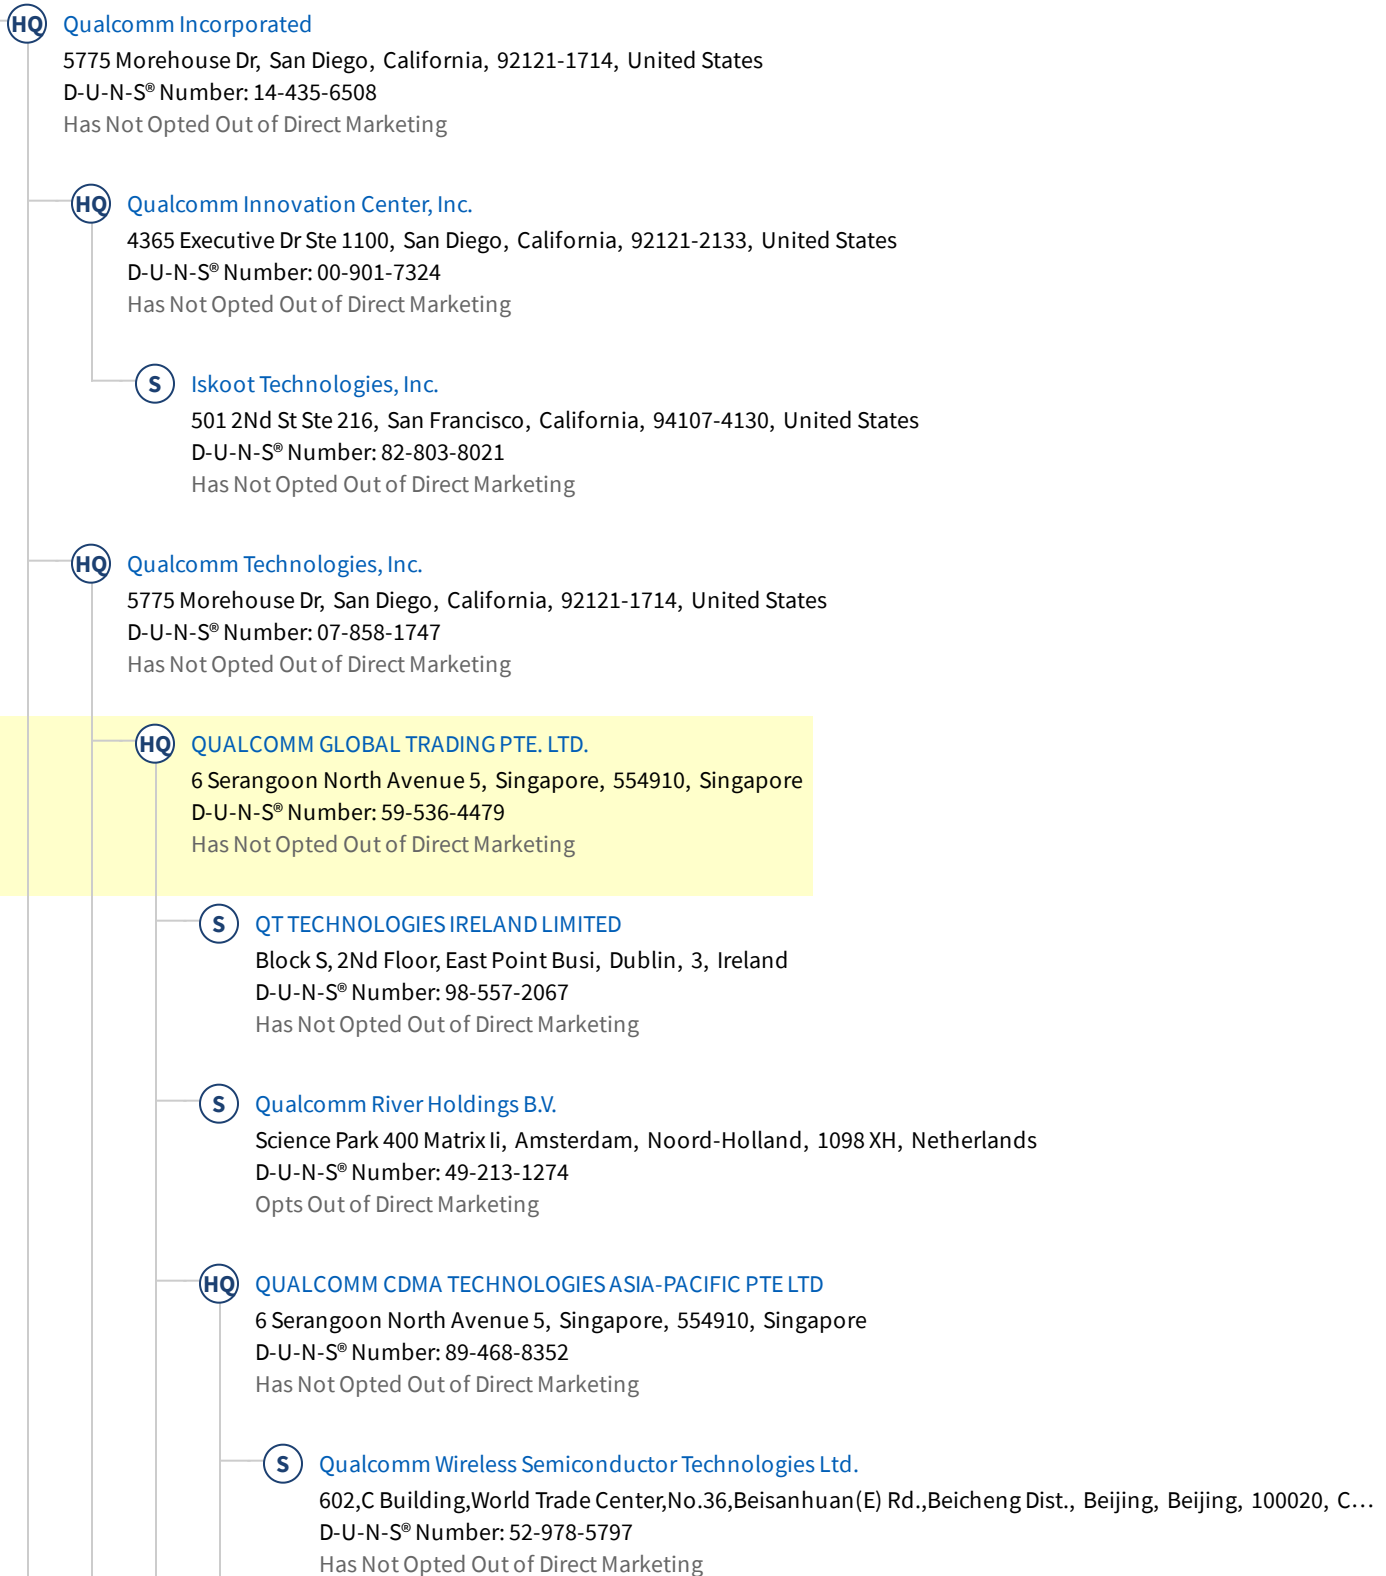 HQ Qualcomm Incorporated
5775 Morehouse Dr, San Diego, California, 92121-1714, United States
D-U-N-S® Number: 14-435-6508
Has Not Opted Out of Direct Marketing
HQ Qualcomm Innovation Center, Inc.
4365 Executive Dr Ste 1100, San Diego, California, 92121-2133, United States
D-U-N-S® Number: 00-901-7324
Has Not Opted Out of Direct Marketing
S Iskoot Technologies, Inc.
501 2Nd St Ste 216, San Francisco, California, 94107-4130, United States
D-U-N-S® Number: 82-803-8021
Has Not Opted Out of Direct Marketing
HQ Qualcomm Technologies, Inc.
5775 Morehouse Dr, San Diego, California, 92121-1714, United States
D-U-N-S® Number: 07-858-1747
Has Not Opted Out of Direct Marketing
HQ QUALCOMM GLOBAL TRADING PTE. LTD.
6 Serangoon North Avenue 5, Singapore, 554910, Singapore
D-U-N-S® Number: 59-536-4479
Has Not Opted Out of Direct Marketing
S QT TECHNOLOGIES IRELAND LIMITED
Block S, 2Nd Floor, East Point Busi, Dublin, 3, Ireland
D-U-N-S® Number: 98-557-2067
Has Not Opted Out of Direct Marketing
S Qualcomm River Holdings B.V.
Science Park 400 Matrix Ii, Amsterdam, Noord-Holland, 1098 XH, Netherlands
D-U-N-S® Number: 49-213-1274
Opts Out of Direct Marketing
HQ QUALCOMM CDMA TECHNOLOGIES ASIA-PACIFIC PTE LTD
6 Serangoon North Avenue 5, Singapore, 554910, Singapore
D-U-N-S® Number: 89-468-8352
Has Not Opted Out of Direct Marketing
S Qualcomm Wireless Semiconductor Technologies Ltd.
602,C Building,World Trade Center,No.36,Beisanhuan(E) Rd.,Beicheng Dist., Beijing, Beijing, 100020, C...
D-U-N-S® Number: 52-978-5797
Has Not Opted Out of Direct Marketing